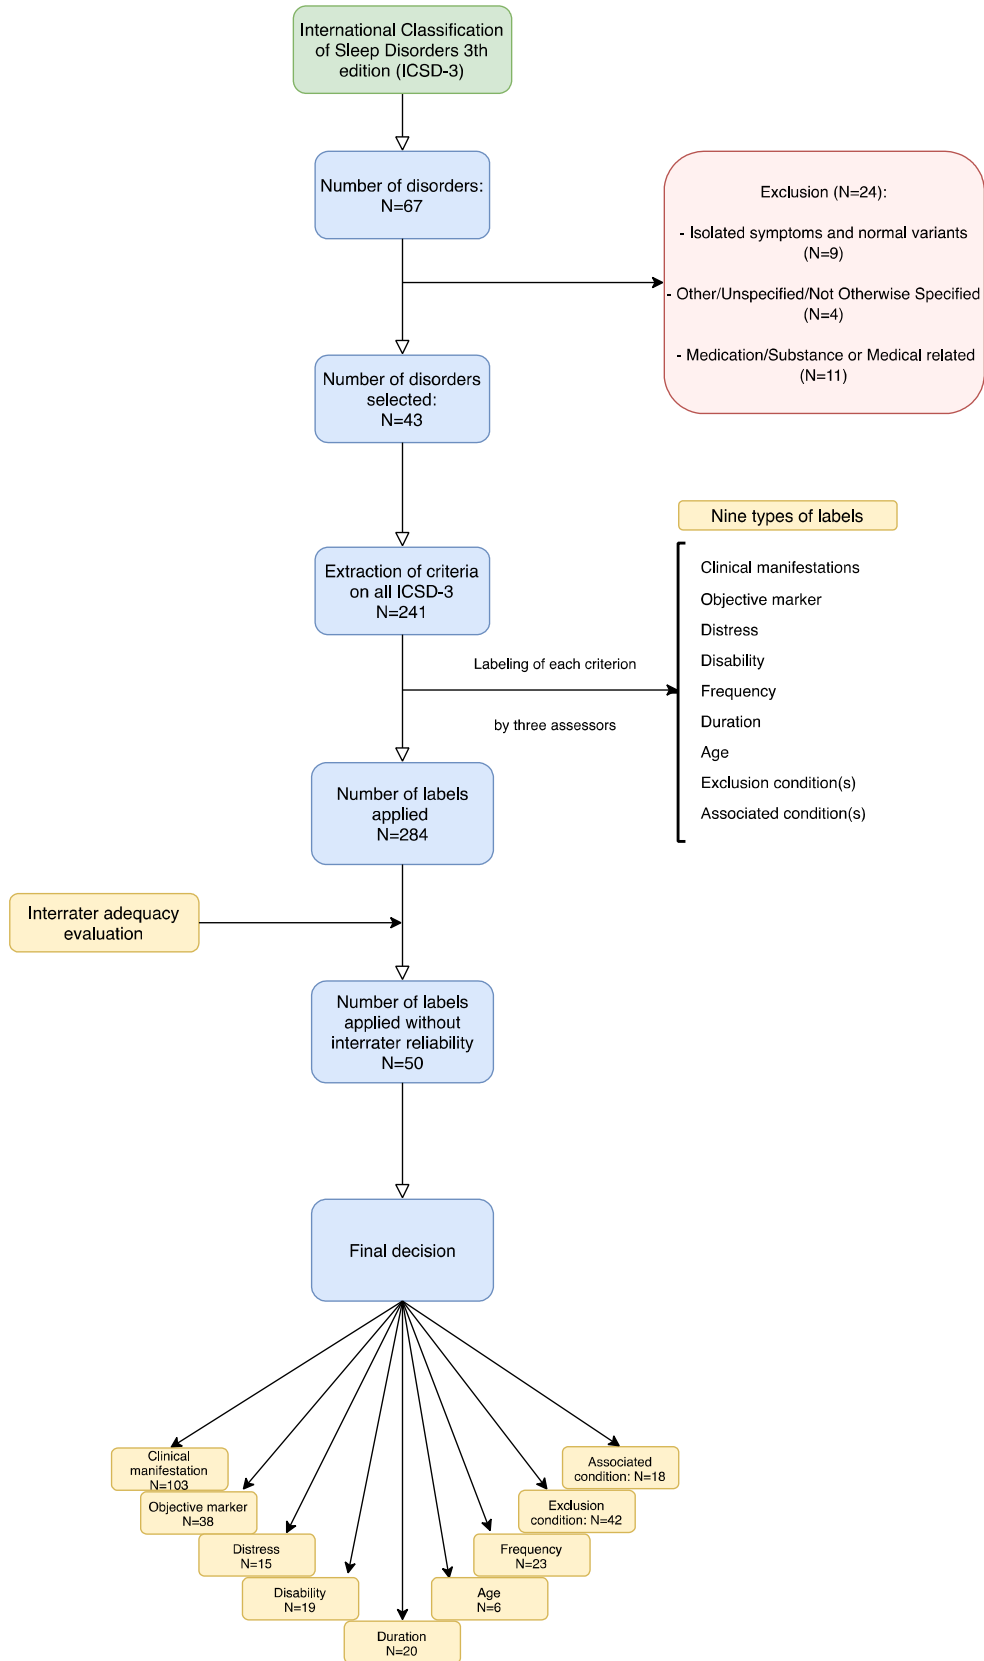 International Classification
of Sleep Disorders 3th
edition (ICSD-3)
Number of disorders:
N=67
Exclusion (N=24):
- Isolated symptoms and normal variants
(N=9)
- Other/Unspecified/Not Otherwise Specified
(N=4)
- Medication/Substance or Medical related
(N=11)
Number of disorders
selected:
N=43
Nine types of labels
Extraction of criteria
on all ICSD-3
N=241
Labeling of each criterion
by three assessors
Clinical manifestations
Objective marker
Distress
Disability
Frequency
Duration
Age
Exclusion condition(s)
Associated condition(s)
Number of labels
applied
N=284
Interrater adequacy
evaluation
Number of labels
applied without
interrater reliability
N=50
Final decision
Clinical
manifestation
N=103
Objective marker
N=38
Distress
N=15
Disability
N=19
Duration
N=20
Age
N=6
Frequency
N=23
Exclusion
condition: N=42
Associated
condition: N=18